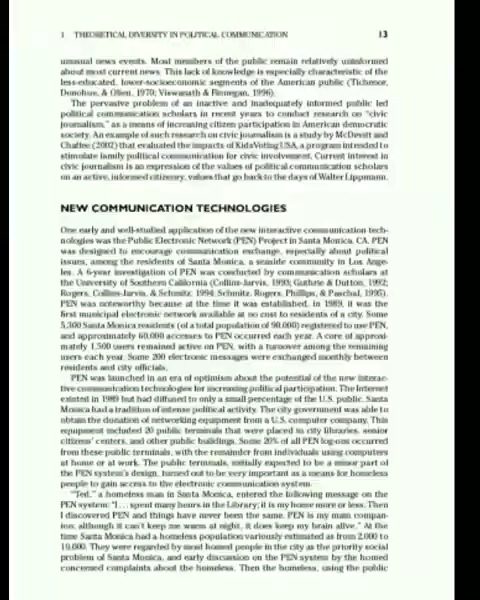 1 THEORETICAL DIVERSITY IN POLITICAL COMMUNICATION 13
unusual news events. Most members of the public remain relatively uninformed
about most current news. This lack of knowledge is especially characteristic of the
less-educated, lower-socioeconomic segments of the American public (Tichenor,
Donohue, & Olien, 1970; Viswanath & Finnegan, 1996).
The pervasive problem of an inactive and inadequately informed public led
political communication scholars in recent years to conduct research on "civic
journalism," as a means of increasing citizen participation in American democratic
society. An example of such research on civic journalism is a study by McDevitt and
Chaffee (2002) that evaluated the impacts of KidsVoting USA, a program intended to
stimulate family political communication for civic involvement. Current interest in
civic journalism is an expression of the values of political communication scholars
on an active, informed citizenry, values that go back to the days of Walter Lippmann.
NEW COMMUNICATION TECHNOLOGIES
One early and well-studied application of the new interactive communication tech-
nologies was the Public Electronic Network (PEN) Project in Santa Monica, CA. PEN
was designed to encourage communication exchange, especially about political
issues, among the residents of Santa Monica, a seaside community in Los Ange-
les. A 6-year investigation of PEN was conducted by communication scholars at
the University of Southern California (Collins-Jarvis, 1993; Guthrie & Dutton, 1992;
Rogers, Collins-Jarvis, & Schmitz, 1994; Schmitz, Rogers, Phillips, & Paschal, 1995).
PEN was noteworthy because at the time it was established, in 1989, it was the
first municipal electronic network available at no cost to residents of a city. Some
5,300 Santa Monica residents (of a total population of 90,000) registered to use PEN,
and approximately 60,000 accesses to PEN occurred each year. A core of approxi-
mately 1,500 users remained active on PEN, with a turnover among the remaining
users each year. Some 200 electronic messages were exchanged monthly between
residents and city officials.
PEN was launched in an era of optimism about the potential of the new interac-
tive communication technologies for increasing political participation. The Internet
existed in 1989 but had diffused to only a small percentage of the U.S. public. Santa
Monica had a tradition of intense political activity. The city government was able to
obtain the donation of networking equipment from a U.S. computer company. This
equipment included 20 public terminals that were placed in city libraries, senior
citizens' centers, and other public buildings. Some 20% of all PEN log-ons occurred
from these public terminals, with the remainder from individuals using computers
at home or at work. The public terminals, initially expected to be a minor part of
the PEN system's design, turned out to be very important as a means for homeless
people to gain access to the electronic communication system.
"Ted," a homeless man in Santa Monica, entered the following message on the
PEN system: "I . . . spent many hours in the Library; it is my home more or less. Then
I discovered PEN and things have never been the same. PEN is my main compan-
ion; although it can't keep me warm at night, it does keep my brain alive." At the
time Santa Monica had a homeless population variously estimated as from 2,000 to
10,000. They were regarded by most homed people in the city as the priority social
problem of Santa Monica, and early discussion on the PEN system by the homed
concerned complaints about the homeless. Then the homeless, using the public